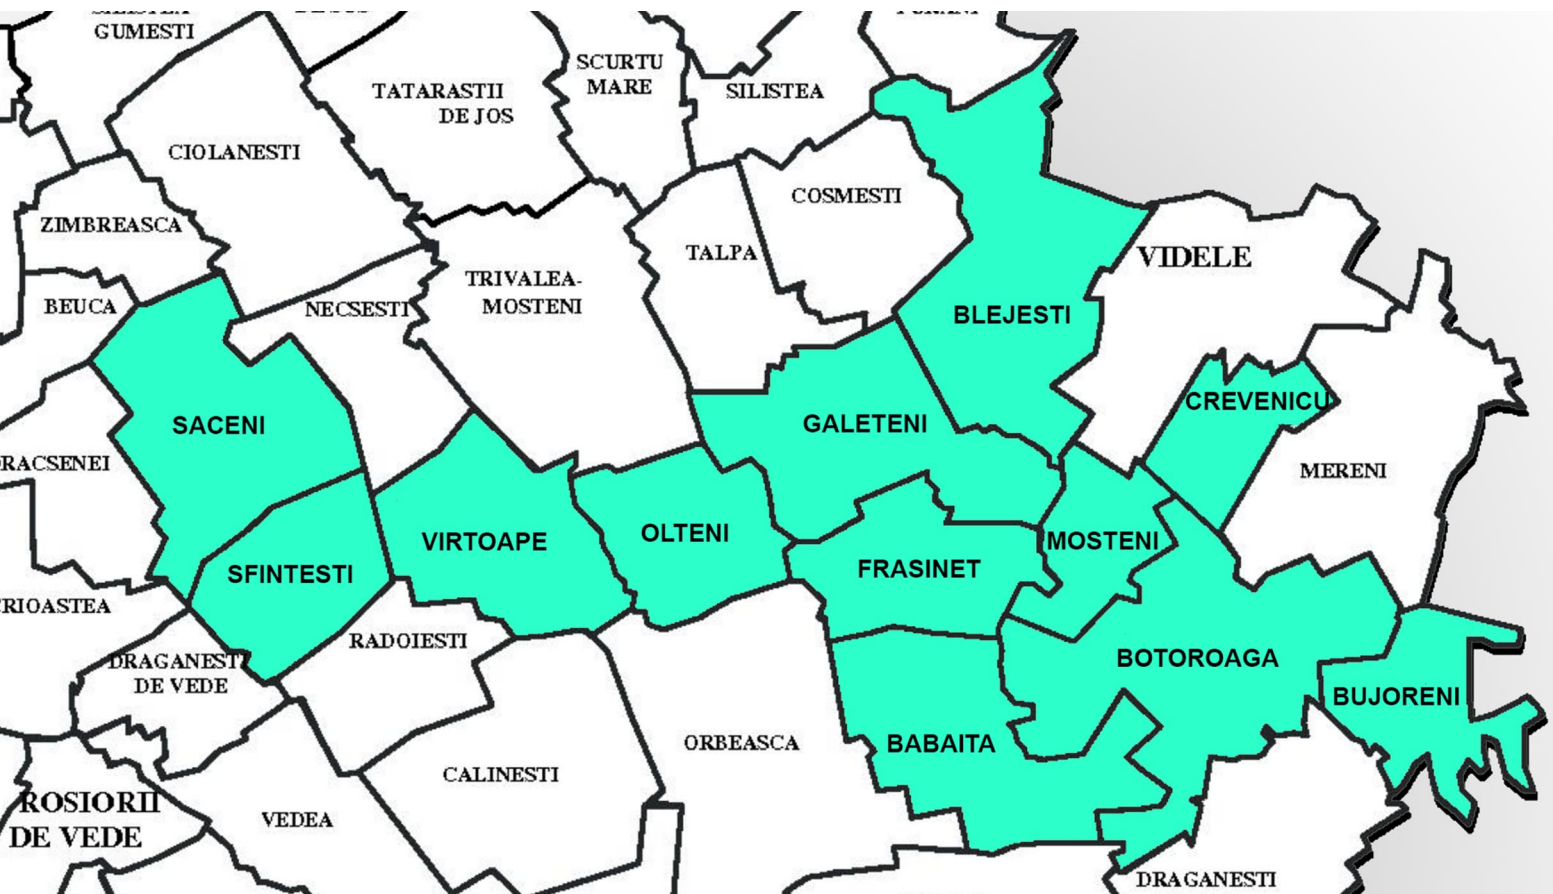 GUMESTI
SCURTU
MARE
TATARASTII
DE JOS
SILISTEA
CIOLANESTI
COSMESTI
ZIMBREASCA
TALPA
VIDELE
TRIVALEA-
MOSTENI
BEUCA
NECSESTI
BLEJESTI
CREVENICU
SACENI
GALETENI
RACSENEI
MERENI
OLTENI
VIRTOAPE
MOSTENI
FRASINET
SFINTESTI
RIOASTEA
RADOIESTI
DRAGANESTI
DE VEDE
BOTOROAGA
BUJORENI
ORBEASCA
BABAITA
CALINESTI
ROSIORII
DE VEDE
VEDEA
DRAGANESTI